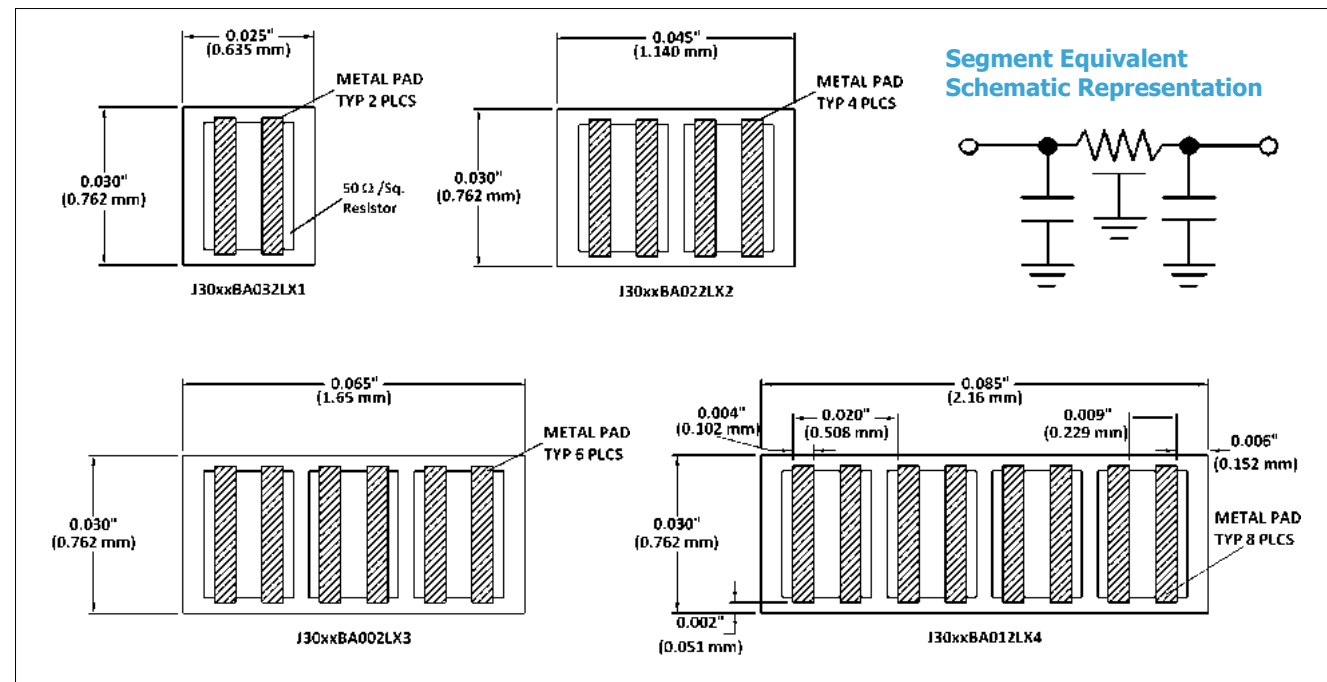 0.025"
(0.635 mm)
METAL PAD
TYP 2 PLCS
0.030"
(0.762 mm)
50 Ω /Sq.
Resistor
J30xxBA032LX1
0.045"
(1.140 mm)
METAL PAD
TYP 4 PLCS
0.030"
(0.762 mm)
J30xxBA022LX2
Segment Equivalent
Schematic Representation
0.065"
(1.65 mm)
METAL PAD
TYP 6 PLCS
0.030"
(0.762 mm)
J30xxBA002LX3
0.085"
(2.16 mm)
0.004"
(0.102 mm)
0.020"
(0.508 mm)
0.009"
(0.229 mm)
0.006"
(0.152 mm)
0.030"
(0.762 mm)
METAL PAD
TYP 8 PLCS
0.002"
(0.051 mm)
J30xxBA012LX4